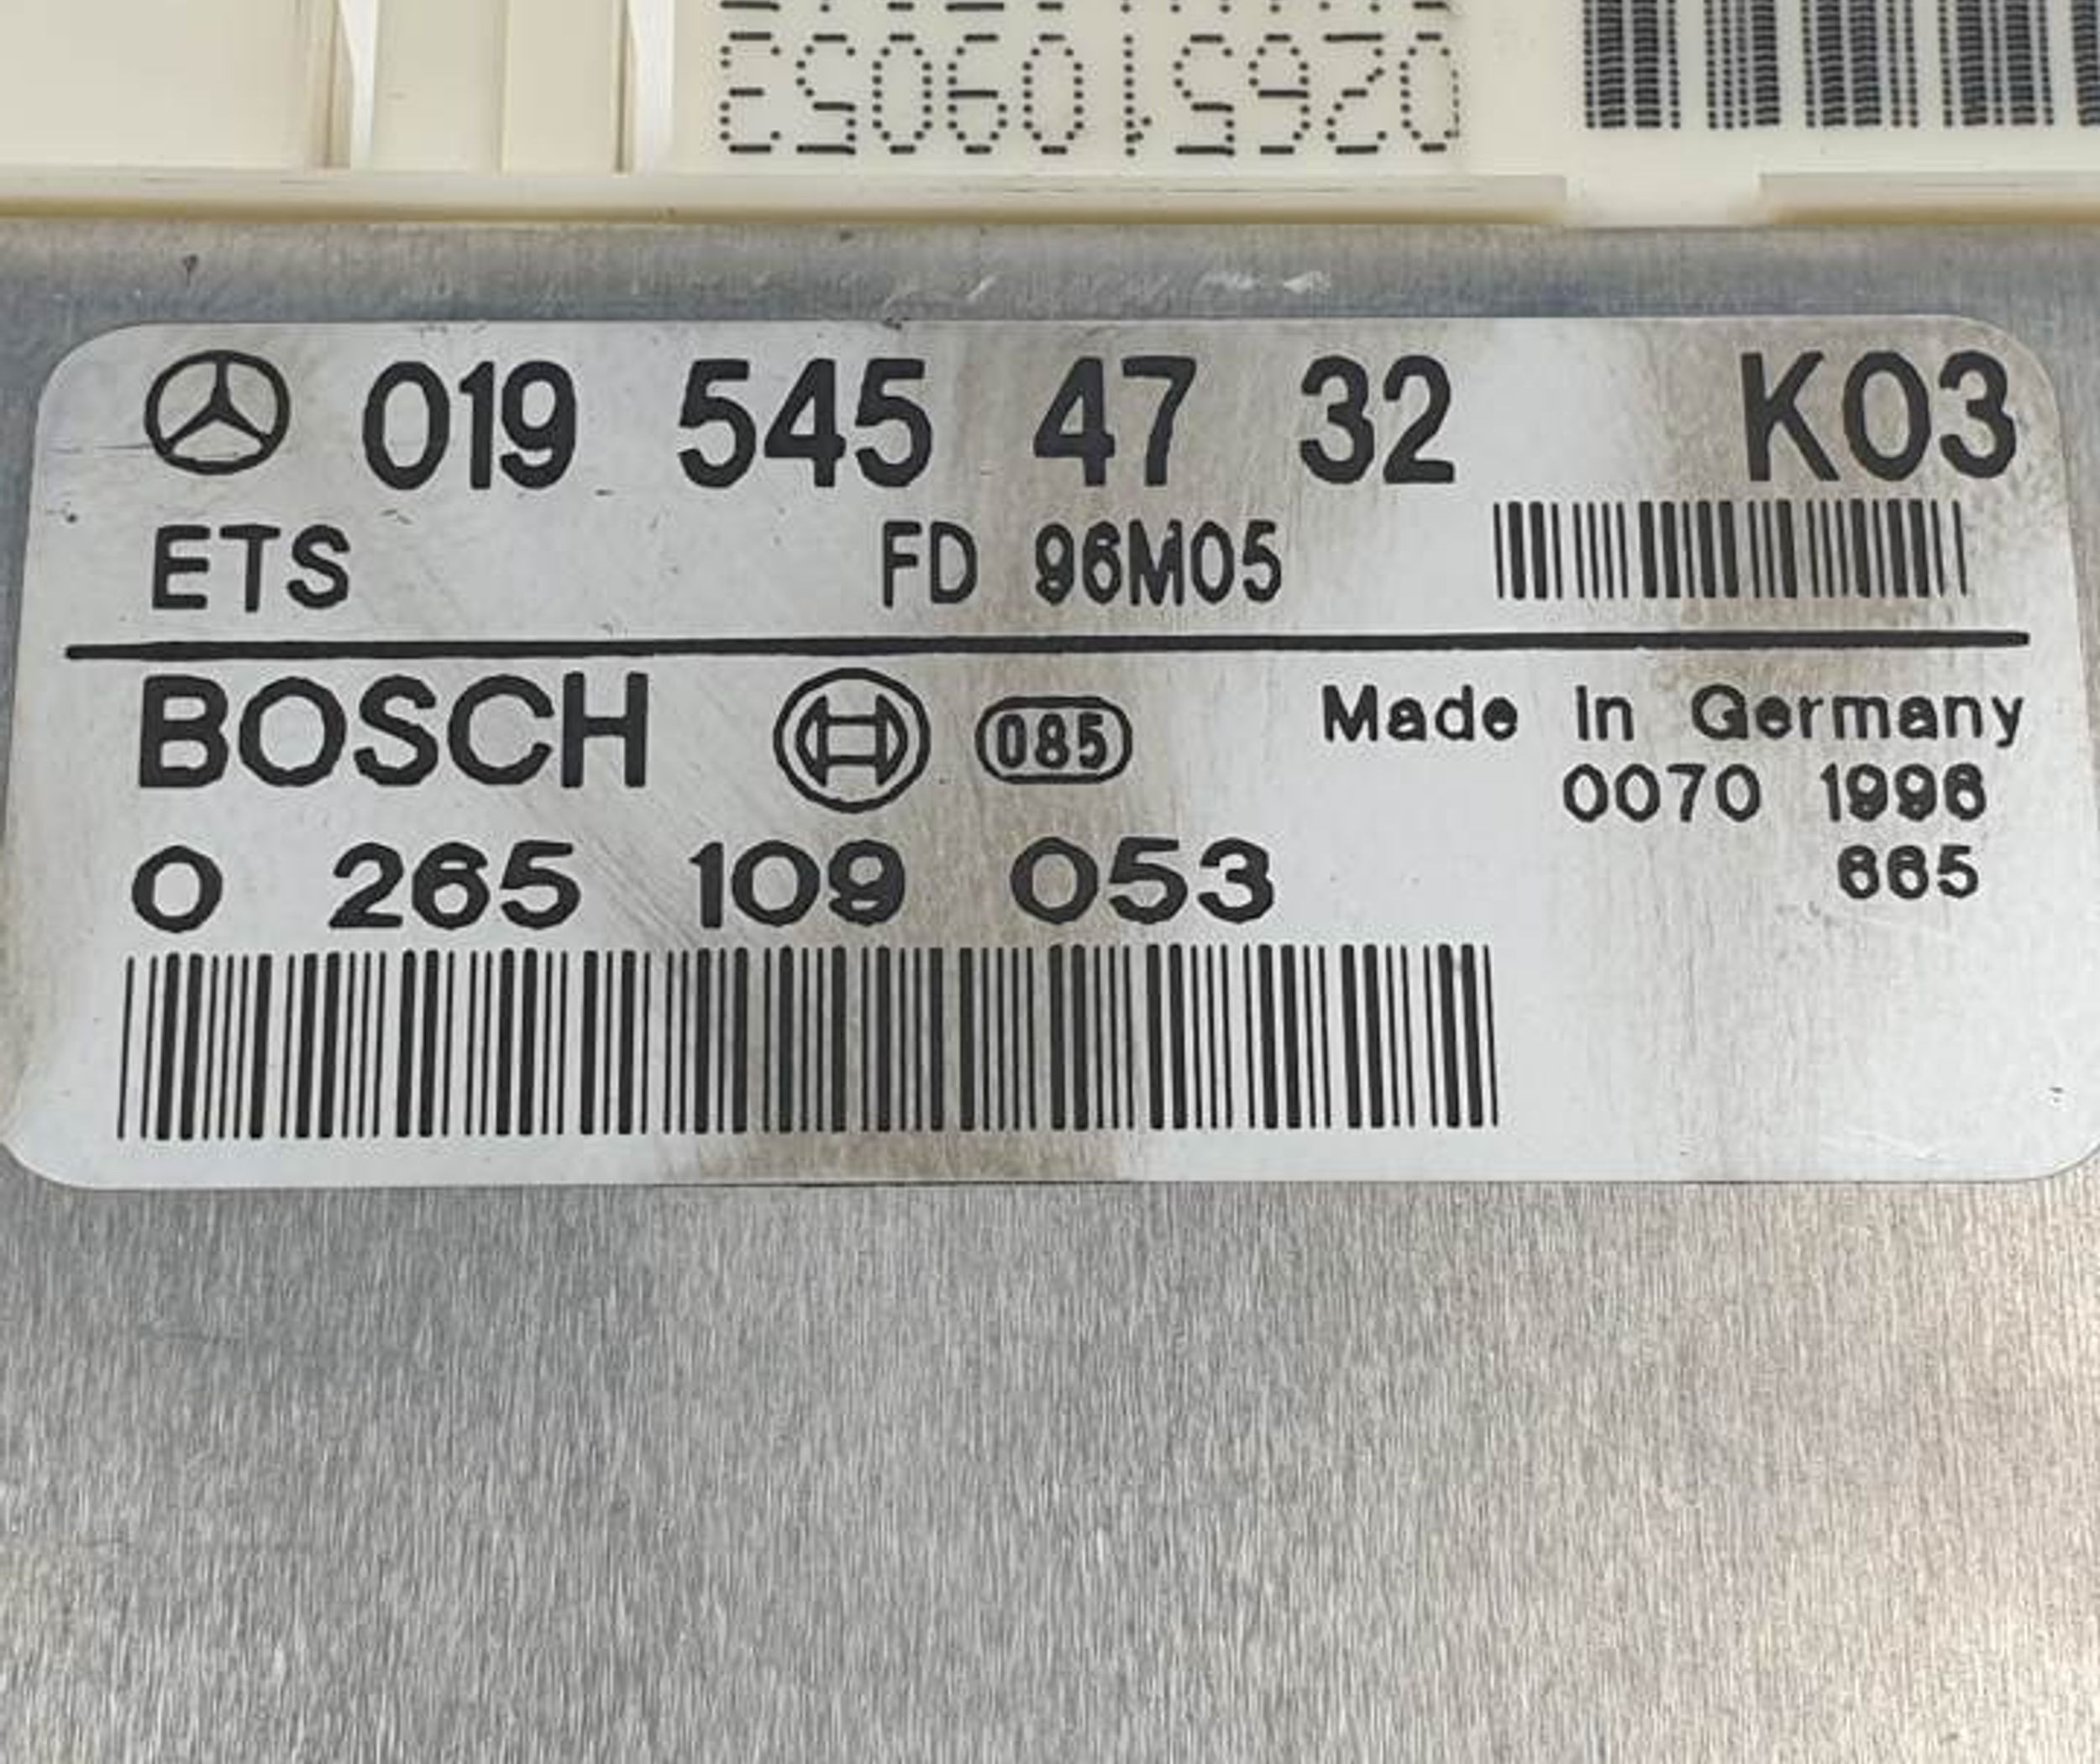 0265109053
019 545 47 32 K03
ETS FD 96M05
BOSCH 085 Made In Germany
0070 1996
0 265 109 053 665